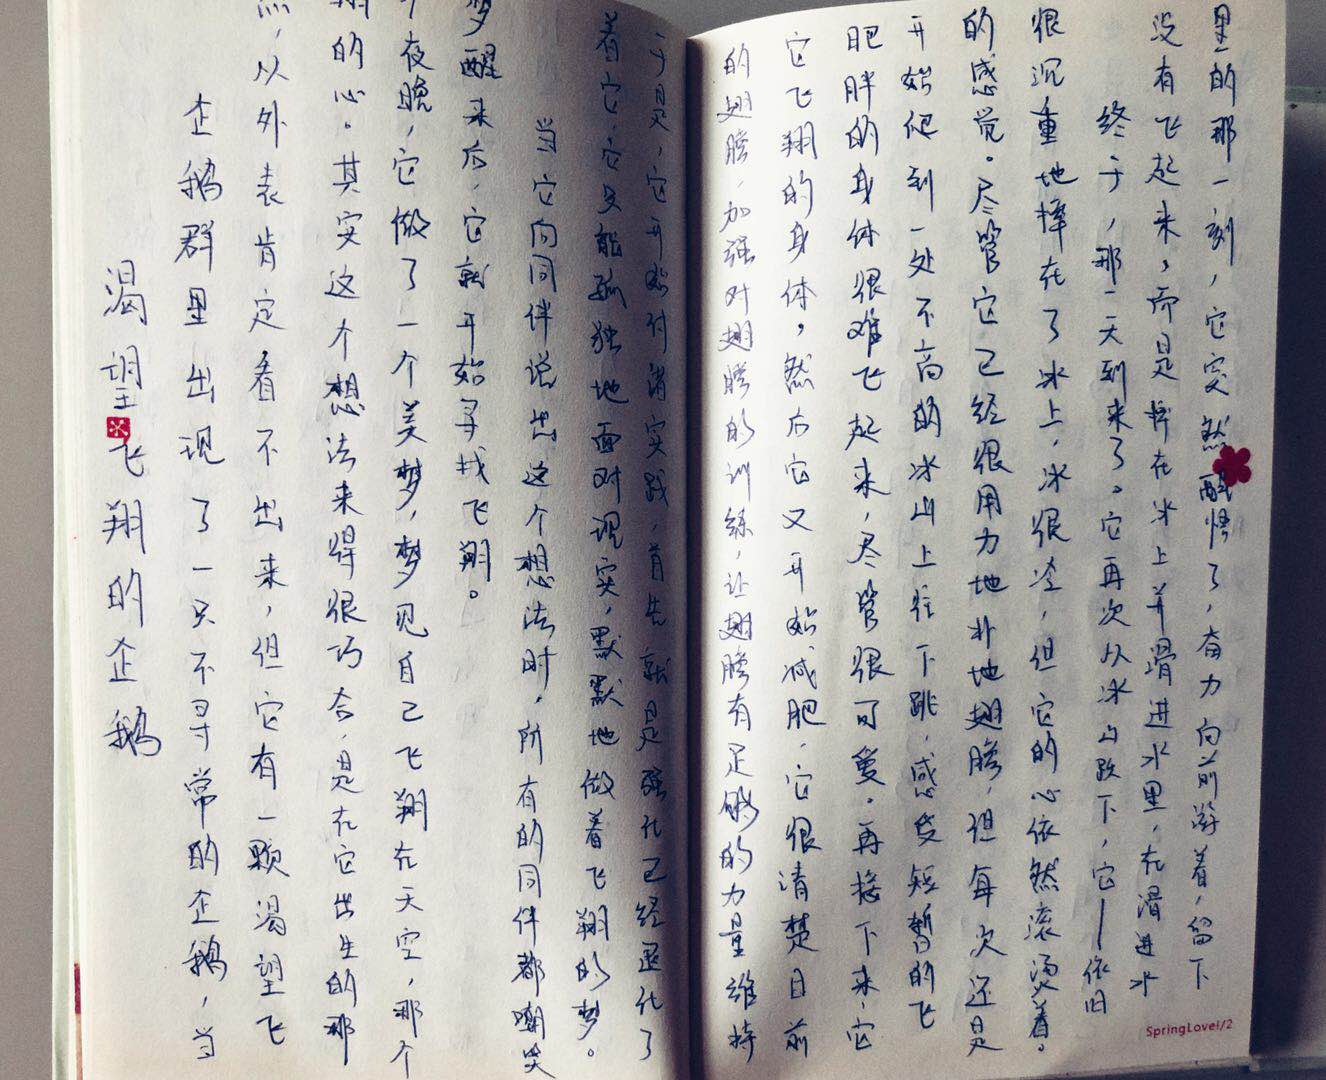 渴望飞翔的企鹅
企鹅群里出现了一只不寻常的企鹅，当
然，从外表肯定看不出来，但它有一颗渴望飞
翔的心。其实这个想法来得很巧合，是在它出生的那
个夜晚，它做了一个美梦，梦见自己飞翔在天空，那个
梦醒来后，它就开始寻找飞翔。
当它向同伴说出这个想法时，所有的同伴都嘲笑
着它，它只能孤独地面对现实，默默地做着飞翔的梦。
于是，它开始付诸实践，首先就是强化已经退化了
的翅膀，加强对翅膀的训练，让翅膀有足够的力量维持
它飞翔的身体，然后它又开始减肥，它很清楚目前
肥胖的身体很难飞起来，尽管很可爱。再接下来，它
开始爬到一处不高的冰山上往下跳，感受短暂的飞
的感觉。尽管它已经很用力地扑地翅膀，但每次还是
很沉重地摔在了冰上，冰很冷，但它的心依然滚烫着。
终于，那一天到来了。它再次从冰山跌下，它——依旧
没有飞起来，而是摔在冰上并滑进水里，在滑进水
里的那一刻，它突然醒悟了，奋力向前游着，留下
SpringLove1/2